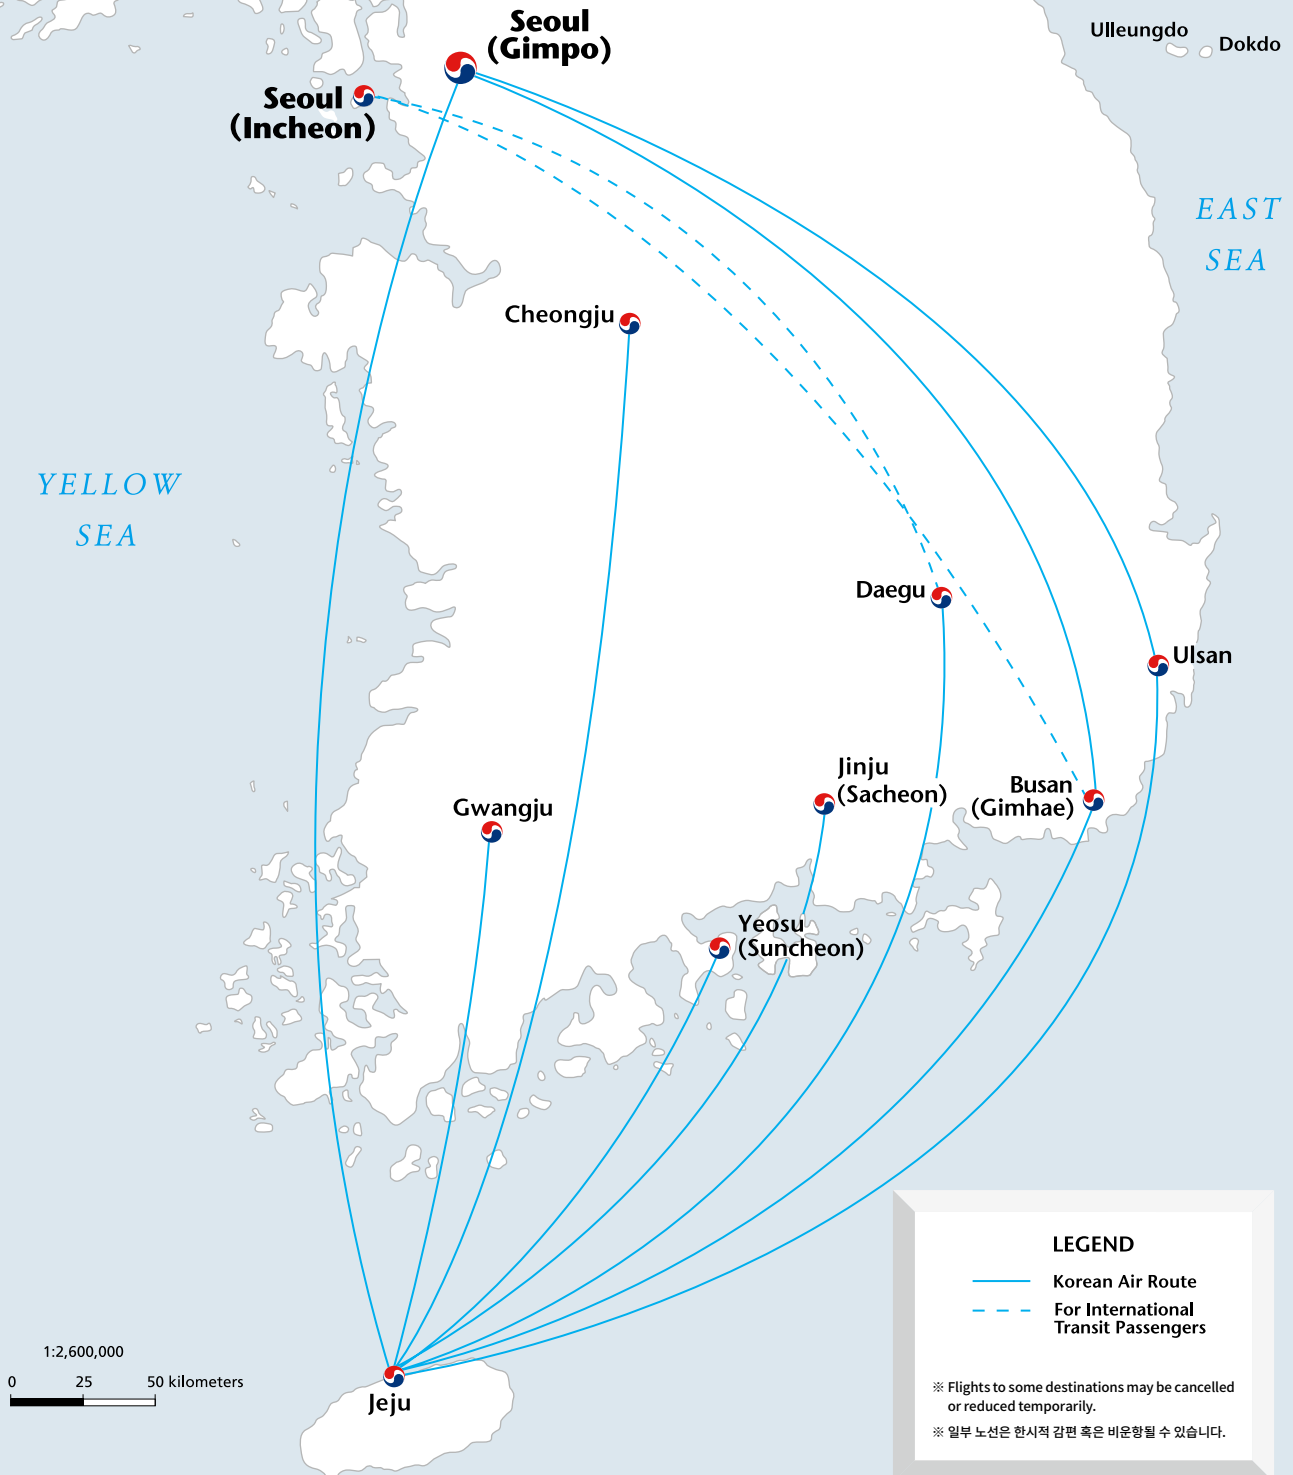 Seoul
(Gimpo)
Ulleungdo
Dokdo
Seoul
(Incheon)
EAST
SEA
Cheongju
YELLOW
SEA
Daegu
Ulsan
Jinju
(Sacheon)
Busan
(Gimhae)
Gwangju
Yeosu
(Suncheon)
LEGEND
Korean Air Route
For International
Transit Passengers
※ Flights to some destinations may be cancelled
or reduced temporarily.
※ 일부 노선은 한시적 감편 혹은 비운항될 수 있습니다.
1:2,600,000
0 25 50 kilometers
Jeju